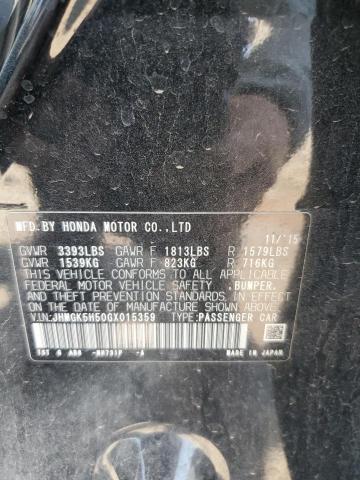 MFD.BY HONDA MOTOR CO.,LTD 11/'15
GVWR 3393LBS GAWR F 1813LBS R 1579LBS
GVWR 1539KG GAWR F 823KG R 716KG
THIS VEHICLE CONFORMS TO ALL APPLICABLE
FEDERAL MOTOR VEHICLE SAFETY ,BUMPER,
AND THEFT PREVENTION STANDARDS IN EFFECT
ON THE DATE OF MANUFACTURE SHOWN ABOVE.
V.I.N:JHMGK5H50GX015359 TYPE:PASSENGER CAR
MADE IN JAPAN